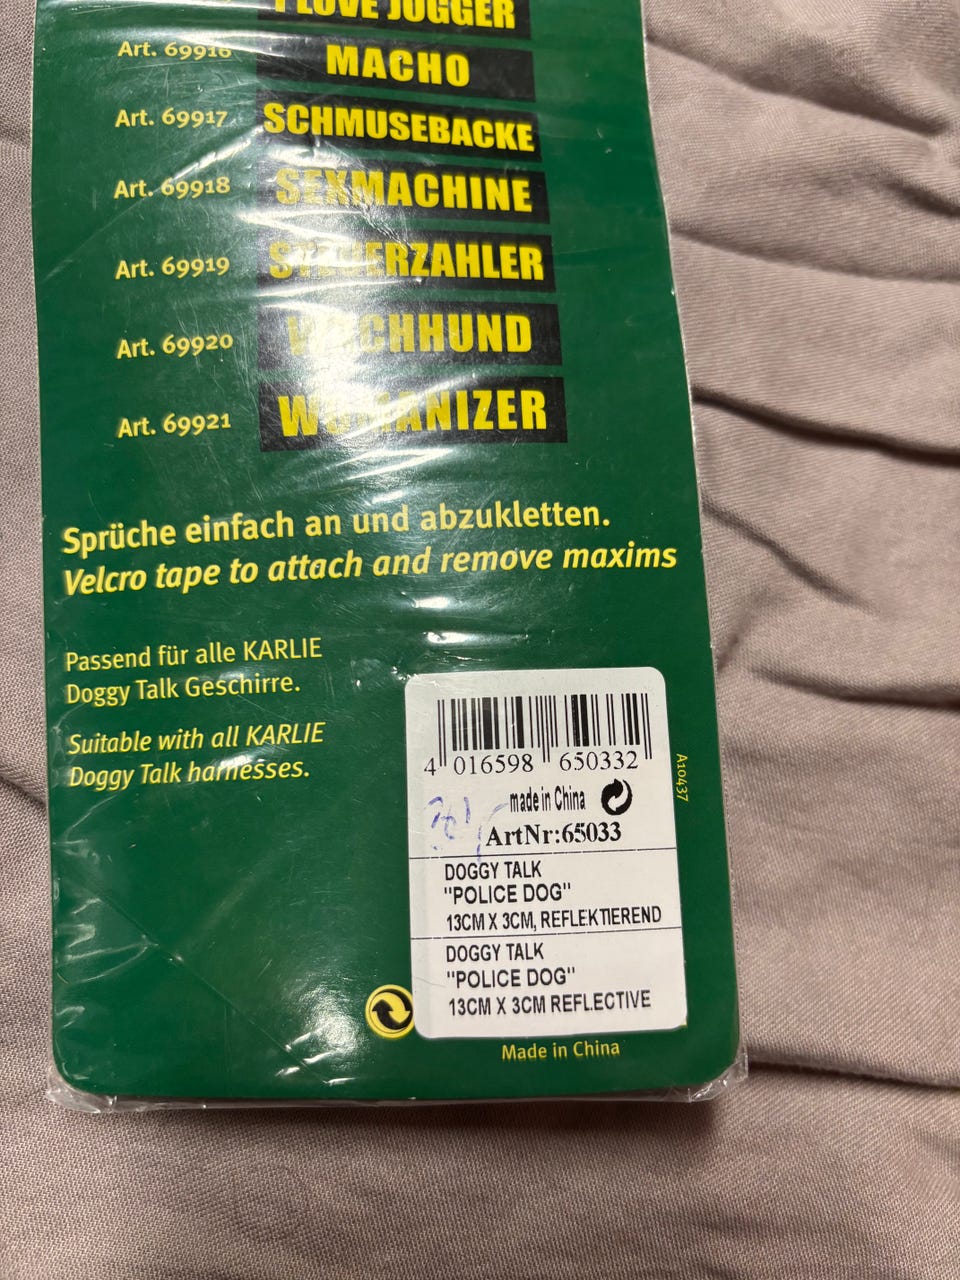 I LOVE JOGGER
Art. 69916 MACHO
Art. 69917 SCHMUSEBACKE
Art. 69918 SEXMACHINE
Art. 69919 STEUERZAHLER
Art. 69920 WACHHUND
Art. 69921 WOMANIZER
Sprüche einfach an und abzukletten.
Velcro tape to attach and remove maxims
Passend für alle KARLIE
Doggy Talk Geschirre.
Suitable with all KARLIE
Doggy Talk harnesses.
4 016598 650332
made in China
ArtNr:65033
DOGGY TALK
"POLICE DOG"
13CM X 3CM, REFLEKTIEREND
DOGGY TALK
"POLICE DOG"
13CM X 3CM REFLECTIVE
A10437
Made in China